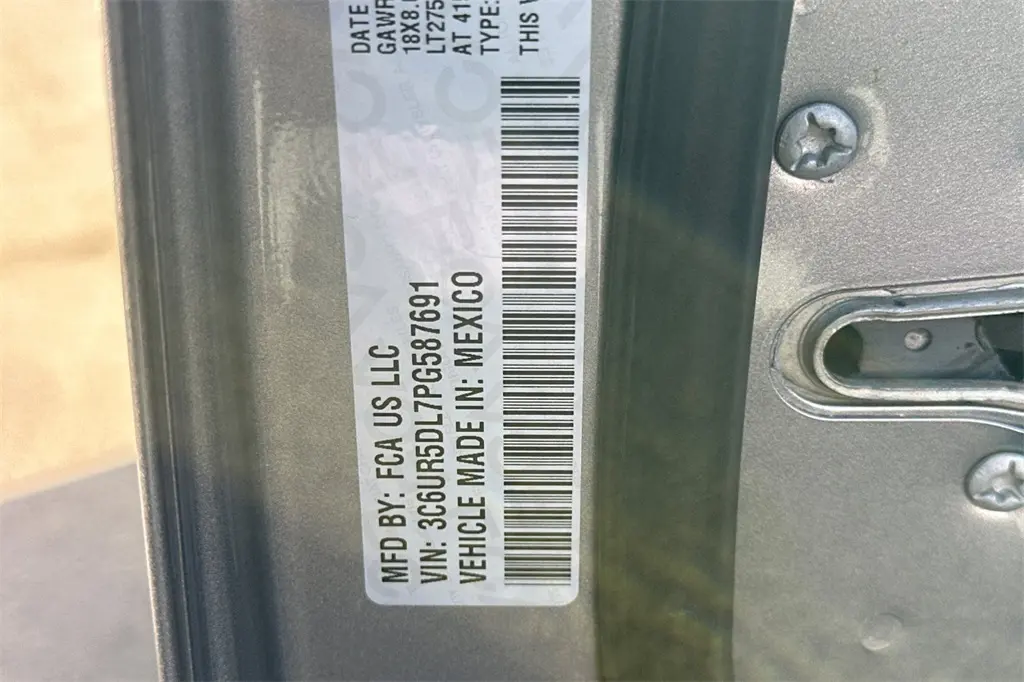 MFD BY: FCA US LLC
VIN: 3C6UR5DL7PG587691
VEHICLE MADE IN: MEXICO
DATE
GAWR
18X8.
LT275
AT 41
TYPE:
THIS V